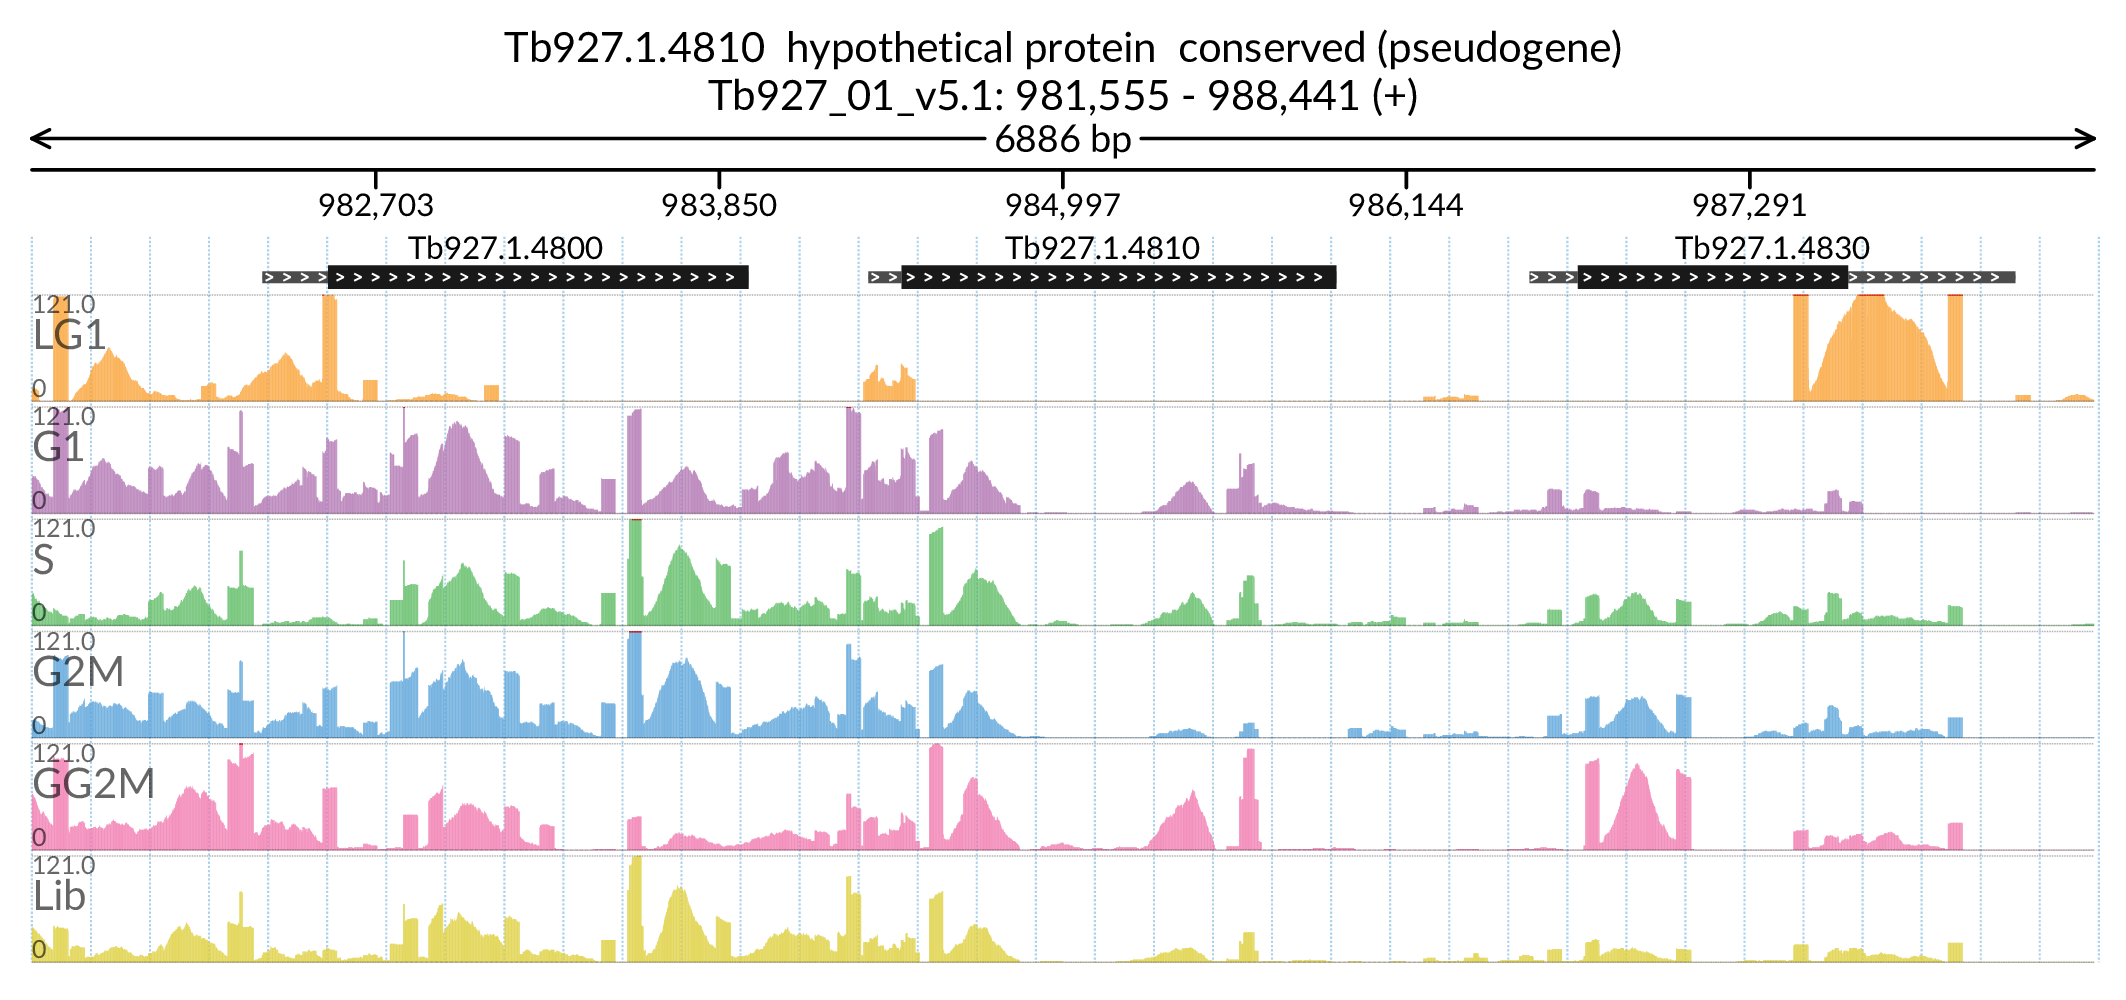 Tb927.1.4810  hypothetical protein  conserved (pseudogene)
Tb927_01_v5.1: 981,555 - 988,441 (+)
6886 bp
982,703 983,850 984,997 986,144 987,291
Tb927.1.4800 Tb927.1.4810 Tb927.1.4830
121.0
LG1
0
121.0
G1
0
121.0
S
0
121.0
G2M
0
121.0
GG2M
0
121.0
Lib
0